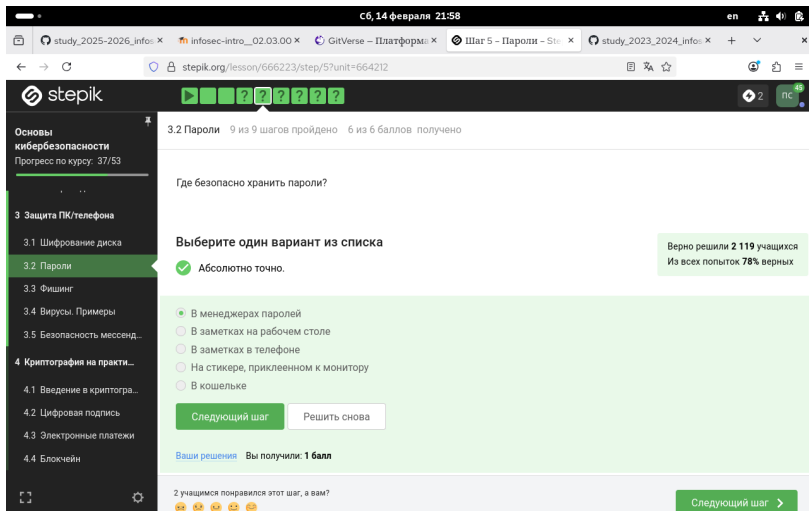 Сб, 14 февраля 21:58
en
study_2025-2026_infos
infosec-intro__02.03.00
GitVerse – Платформа
Шаг 5 – Пароли – Ste
study_2023_2024_infos
stepik.org/lesson/666223/step/5?unit=664212
stepik
2
ПС
45
Основы кибербезопасности
Прогресс по курсу: 37/53
3.2 Пароли 9 из 9 шагов пройдено 6 из 6 баллов получено
3 Защита ПК/телефона
3.1 Шифрование диска
3.2 Пароли
3.3 Фишинг
3.4 Вирусы. Примеры
3.5 Безопасность мессенд...
4 Криптография на практи...
4.1 Введение в криптогра...
4.2 Цифровая подпись
4.3 Электронные платежи
4.4 Блокчейн
Где безопасно хранить пароли?
Выберите один вариант из списка
Абсолютно точно.
Верно решили 2 119 учащихся
Из всех попыток 78% верных
В менеджерах паролей
В заметках на рабочем столе
В заметках в телефоне
На стикере, приклеенном к монитору
В кошельке
Следующий шаг
Решить снова
Ваши решения Вы получили: 1 балл
2 учащимся понравился этот шаг, а вам?
Следующий шаг